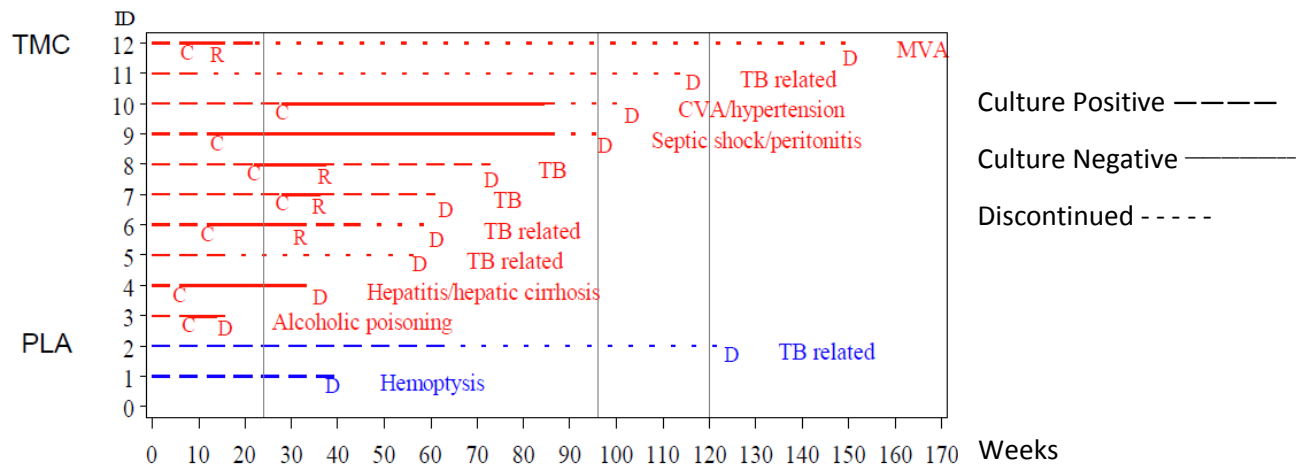 ID
TMC
12 C R D MVA
11 D TB related
10 C D CVA/hypertension
9 C D Septic shock/peritonitis
8 C R D TB
7 C R D TB
6 C R D TB related
5 D TB related
4 C D Hepatitis/hepatic cirrhosis
3 C D Alcoholic poisoning
PLA
2 D TB related
1 D Hemoptysis
0
0 10 20 30 40 50 60 70 80 90 100 110 120 130 140 150 160 170
Weeks
Culture Positive
Culture Negative
Discontinued